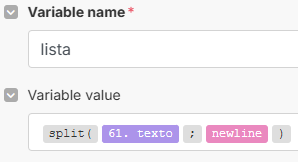 Variable name*
lista
Variable value
split( 61. texto ; newline )